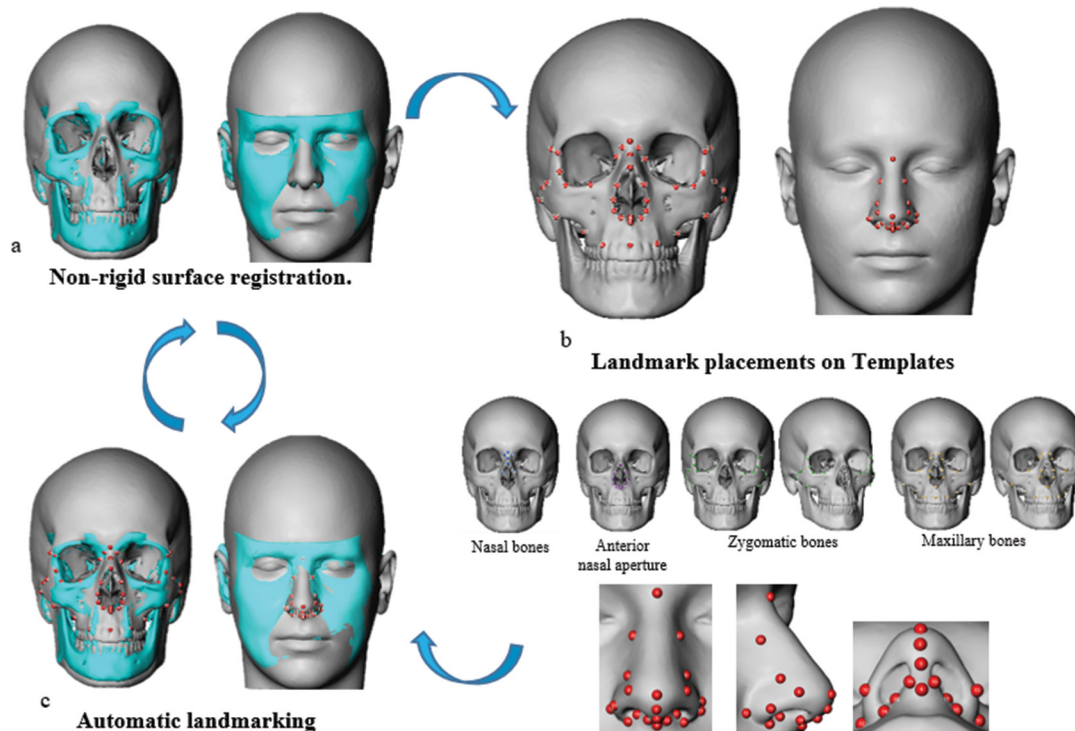 a
Non-rigid surface registration.
b
Landmark placements on Templates
Nasal bones
Anterior
nasal aperture
Zygomatic bones
Maxillary bones
c
Automatic landmarking